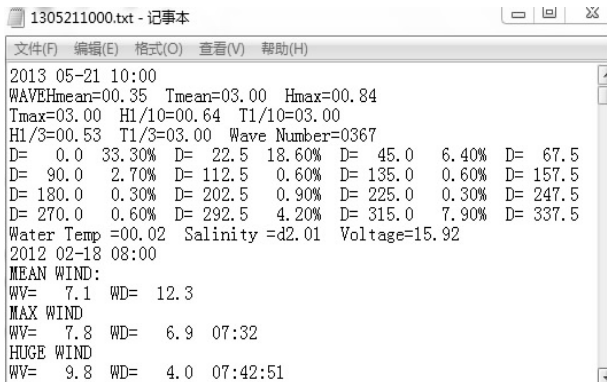 1305211000.txt - 记事本
文件(F) 编辑(E) 格式(O) 查看(V) 帮助(H)
2013 05-21 10:00
WAVEHmean=00.35 Tmean=03.00 Hmax=00.84
Tmax=03.00 H1/10=00.64 T1/10=03.00
H1/3=00.53 T1/3=03.00 Wave Number=0367
D= 0.0 33.30% D= 22.5 18.60% D= 45.0 6.40% D= 67.5
D= 90.0 2.70% D= 112.5 0.60% D= 135.0 0.60% D= 157.5
D= 180.0 0.30% D= 202.5 0.90% D= 225.0 0.30% D= 247.5
D= 270.0 0.60% D= 292.5 4.20% D= 315.0 7.90% D= 337.5
Water Temp =00.02 Salinity =d2.01 Voltage=15.92
2012 02-18 08:00
MEAN WIND:
WV= 7.1 WD= 12.3
MAX WIND
WV= 7.8 WD= 6.9 07:32
HUGE WIND
WV= 9.8 WD= 4.0 07:42:51